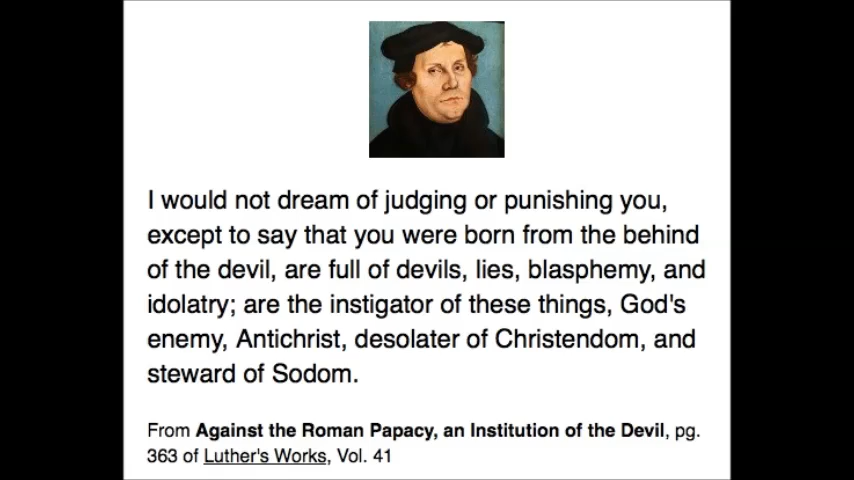 I would not dream of judging or punishing you,
except to say that you were born from the behind
of the devil, are full of devils, lies, blasphemy, and
idolatry; are the instigator of these things, God's
enemy, Antichrist, desolater of Christendom, and
steward of Sodom.
From Against the Roman Papacy, an Institution of the Devil, pg.
363 of Luther's Works, Vol. 41